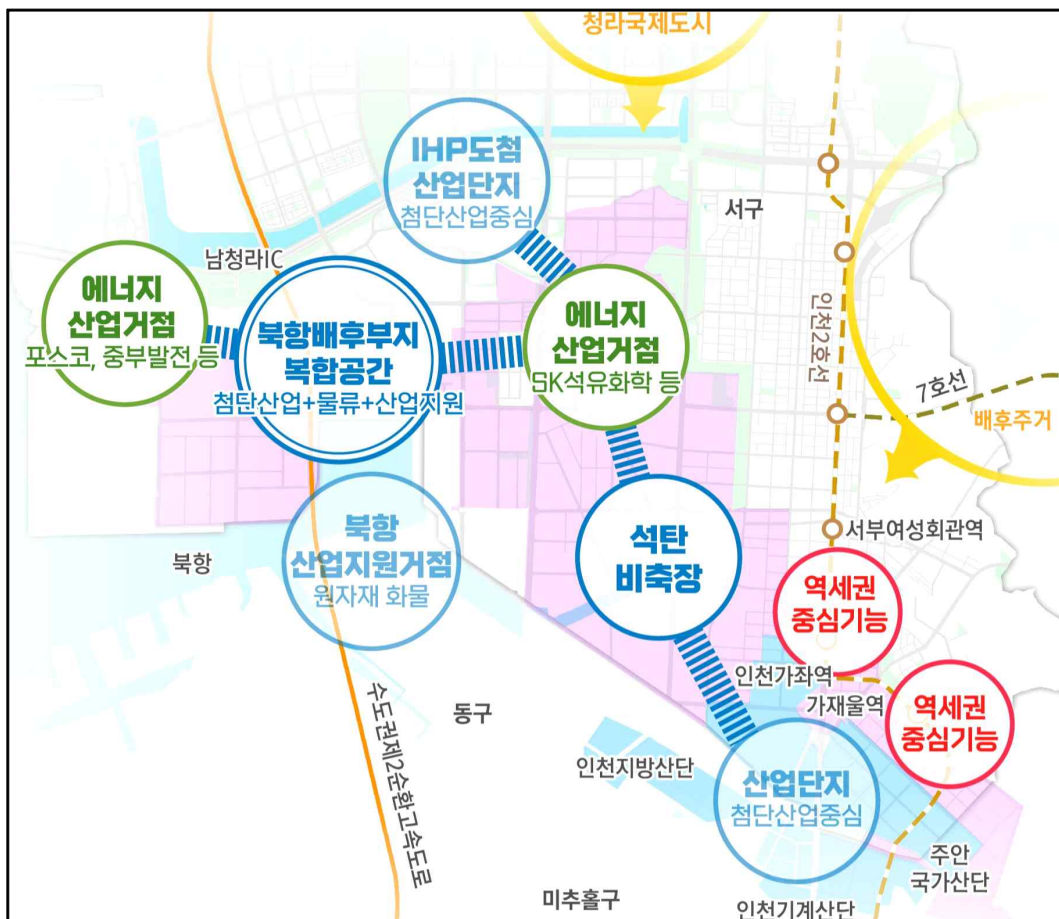 청라국제도시
IHP도첨
산업단지
첨단산업중심
서구
남청라IC
에너지
산업거점
포스코, 중부발전 등
북항배후부지
복합공간
첨단산업+물류+산업지원
에너지
산업거점
SK석유화학 등
인천2호선
7호선
배후주거
북항
북항
산업지원거점
원자재 화물
석탄
비축장
서부여성회관역
역세권
중심기능
인천가좌역
가재울역
역세권
중심기능
수도권제2순환고속도로
동구
인천지방산단
산업단지
첨단산업중심
주안
국가산단
미추홀구
인천기계산단